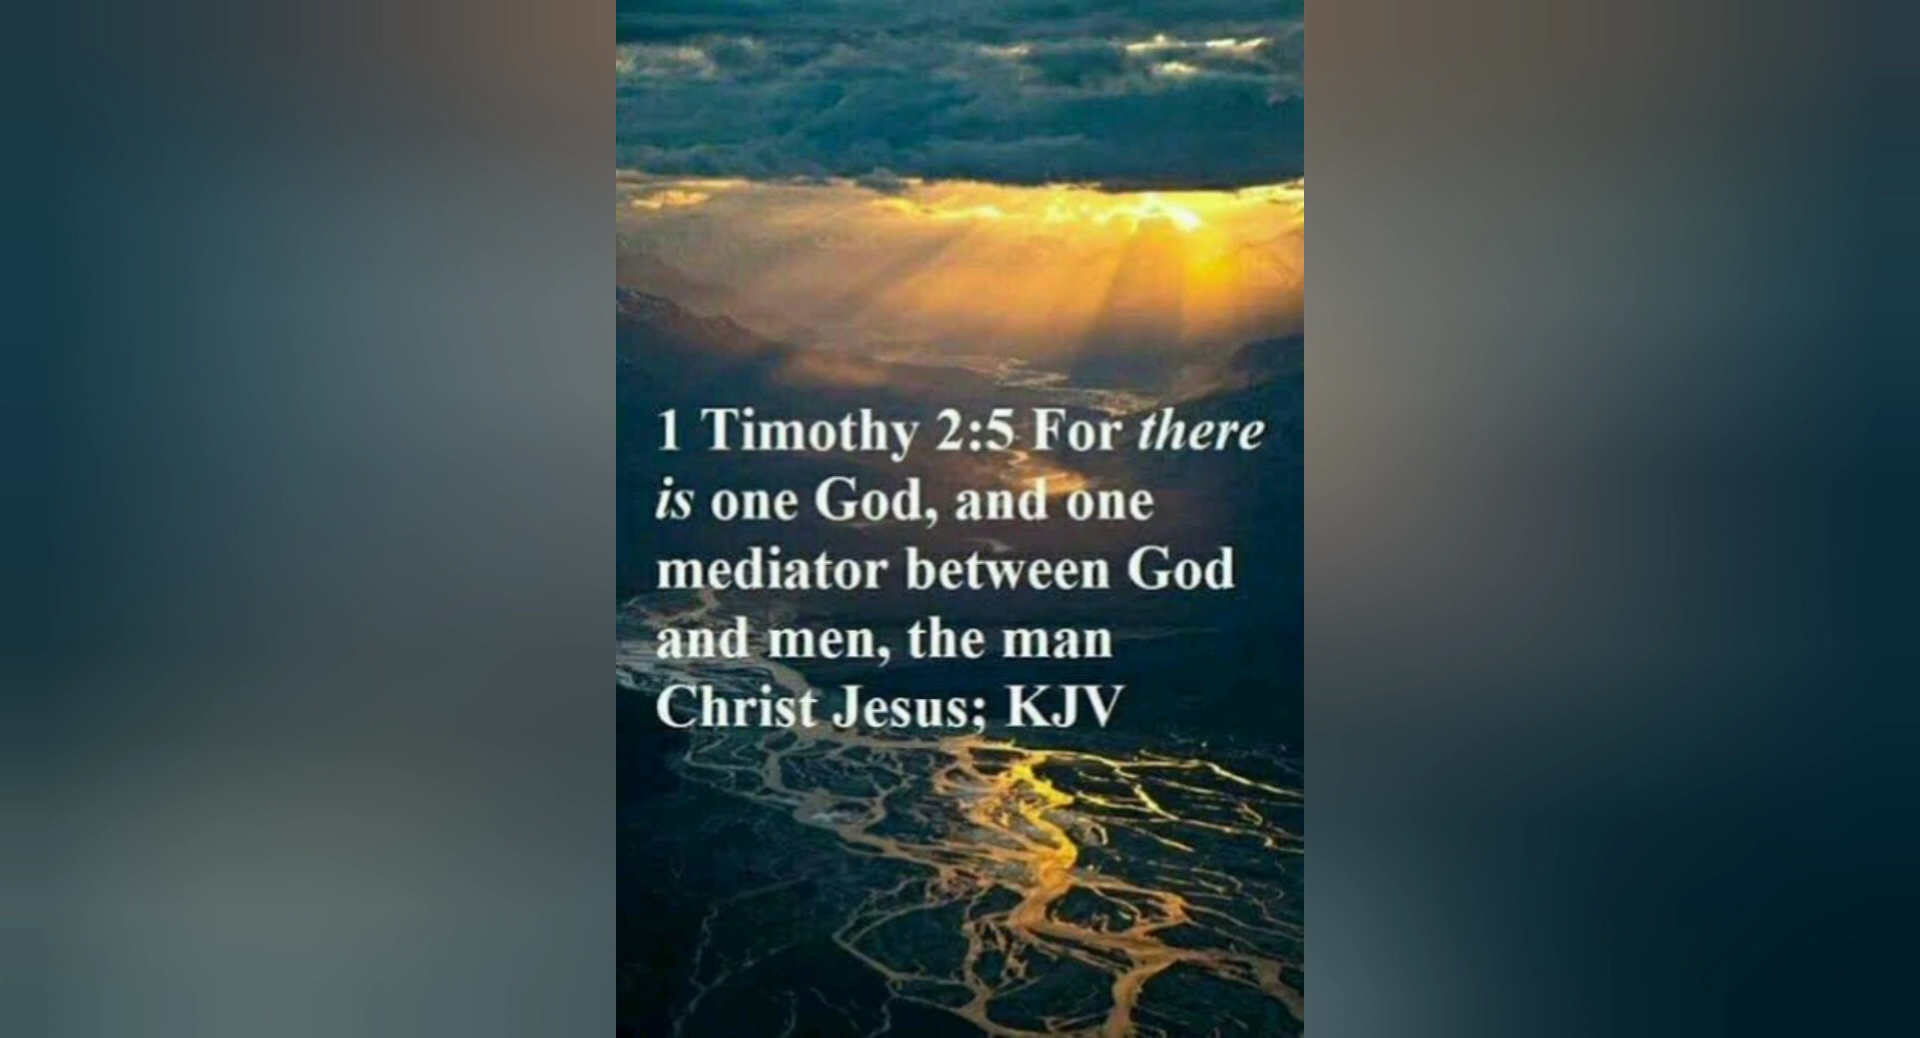 1 Timothy 2:5 For there
is one God, and one
mediator between God
and men, the man
Christ Jesus; KJV